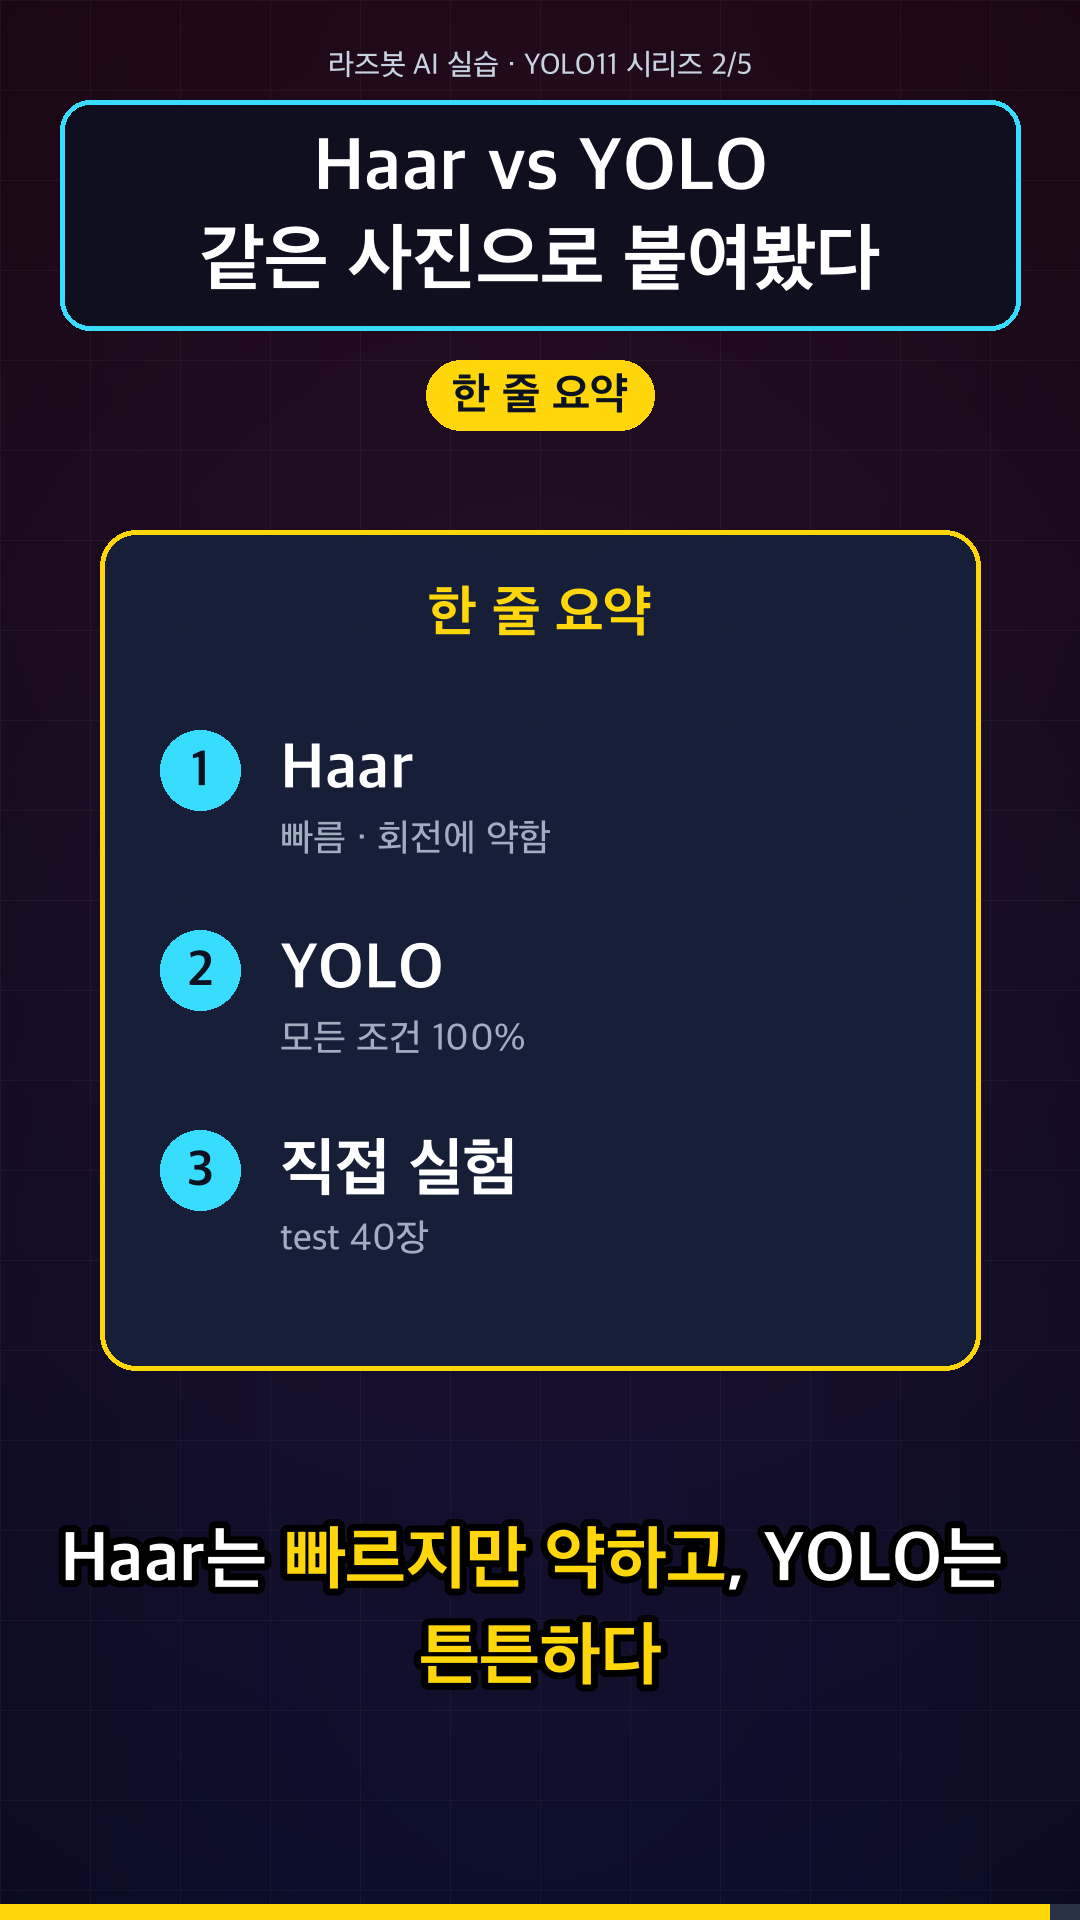 라즈봇 AI 실습 · YOLO11 시리즈 2/5
Haar vs YOLO
같은 사진으로 붙여봤다
한 줄 요약
한 줄 요약
1 Haar
빠름 · 회전에 약함
2 YOLO
모든 조건 100%
3 직접 실험
test 40장
Haar는 빠르지만 약하고, YOLO는
튼튼하다